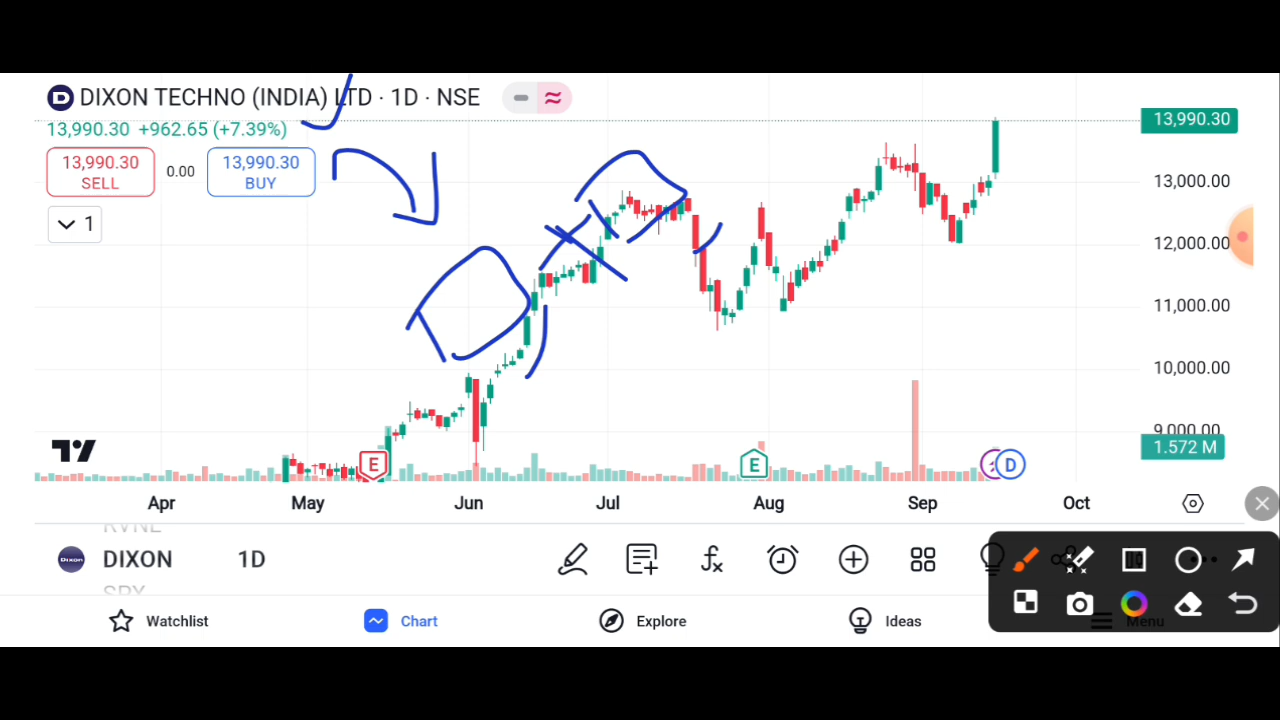 DIXON TECHNO (INDIA) LTD · 1D · NSE
13,990.30 +962.65 (+7.39%)
13,990.30
SELL
0.00
13,990.30
BUY
1
13,990.30
13,000.00
12,000.00
11,000.00
10,000.00
9,000.00
1.572 M
E
E
D
Apr May Jun Jul Aug Sep Oct
RVNL
DIXON 1D
SPX
Watchlist Chart Explore Ideas Menu